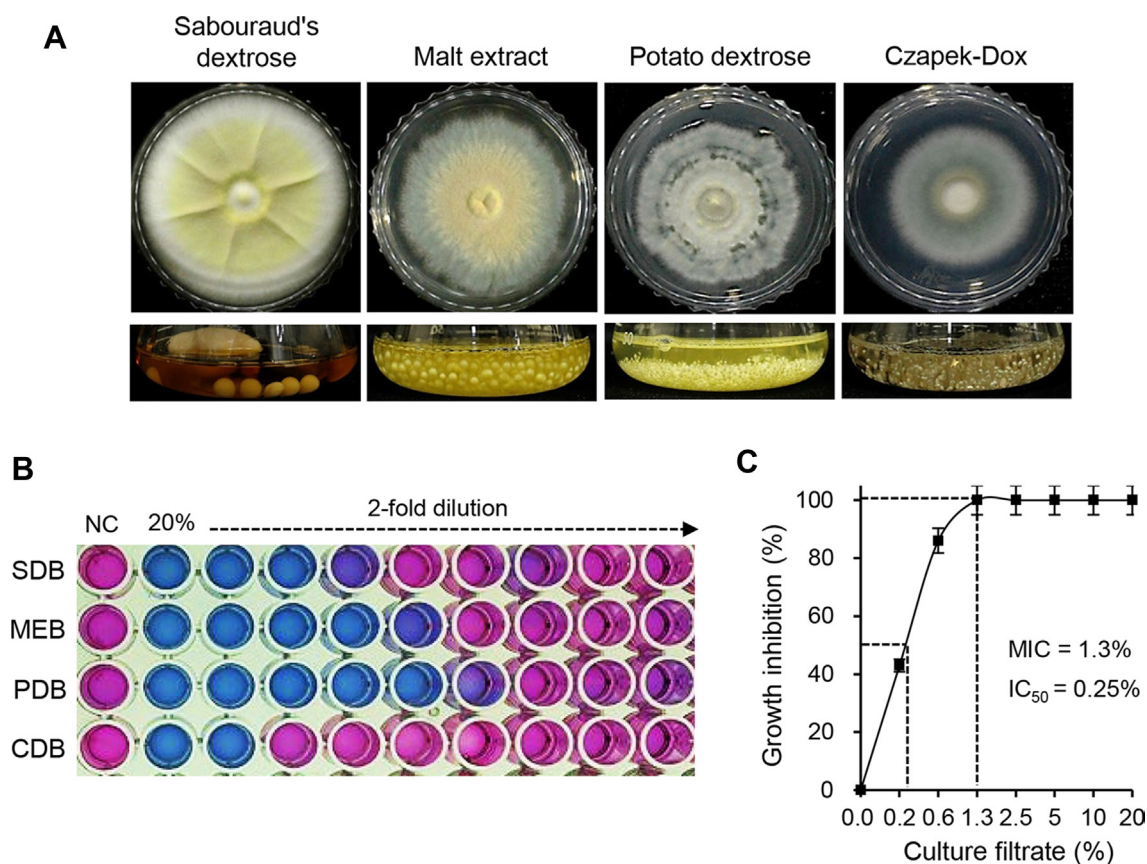 A
Sabouraud's
dextrose
Malt extract
Potato dextrose
Czapek-Dox
B
NC
20%
2-fold dilution
SDB
MEB
PDB
CDB
C
Growth inhibition (%)
100
80
60
40
20
0
MIC = 1.3%
IC50 = 0.25%
0.0 0.2 0.6 1.3 2.5 5 10 20
Culture filtrate (%)